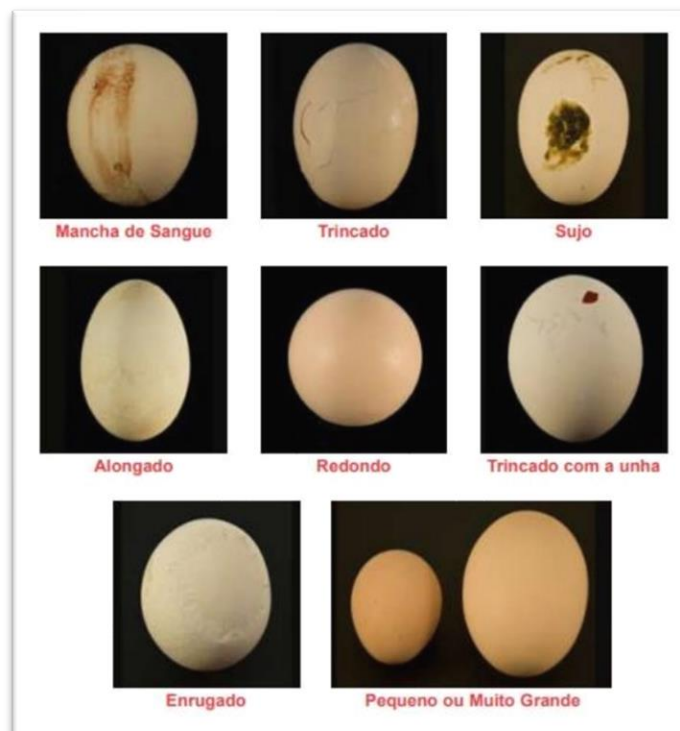 Mancha de Sangue
Trincado
Sujo
Alongado
Redondo
Trincado com a unha
Enrugado
Pequeno ou Muito Grande